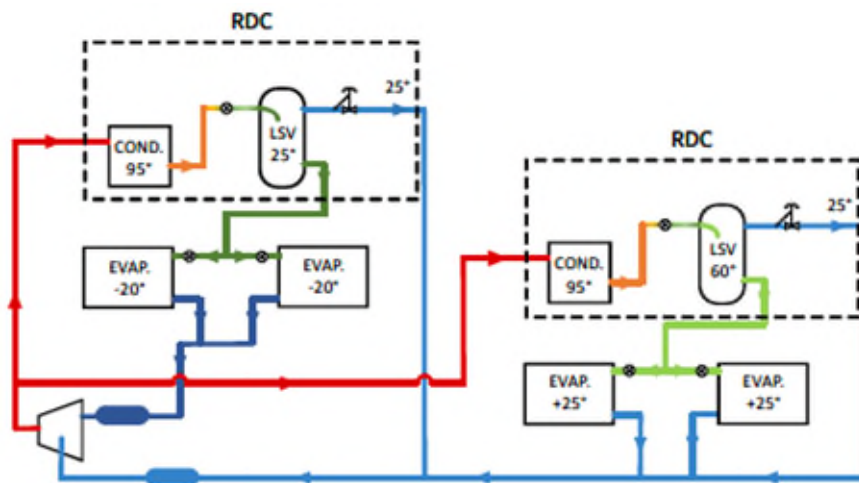 RDC
25°
LSV
25°
COND.
95°
EVAP.
-20°
EVAP.
-20°
RDC
25°
LSV
60°
COND.
95°
EVAP.
+25°
EVAP.
+25°